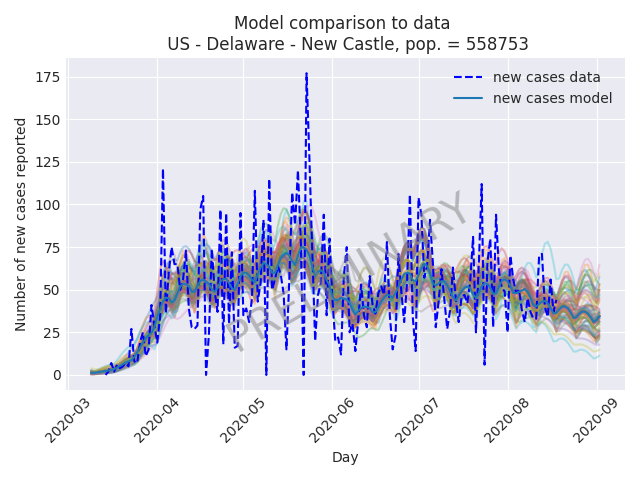 Model comparison to data
US - Delaware - New Castle, pop. = 558753
new cases data
new cases model
PRELIMINARY
Number of new cases reported
175
150
125
100
75
50
25
0
2020-03
2020-04
2020-05
2020-06
2020-07
2020-08
2020-09
Day